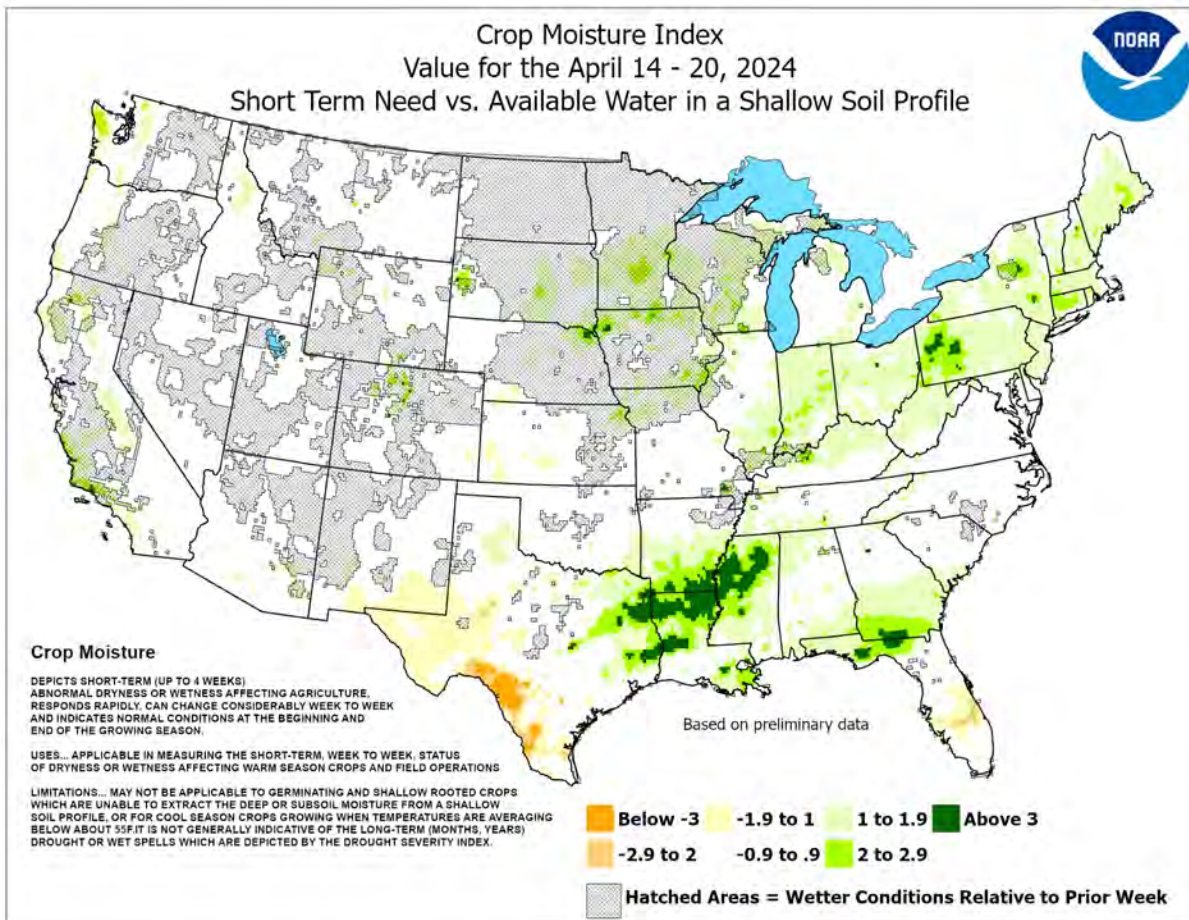 Crop Moisture Index
Value for the April 14 - 20, 2024
Short Term Need vs. Available Water in a Shallow Soil Profile
NOAA
Crop Moisture
DEPICTS SHORT-TERM (UP TO 4 WEEKS)
ABNORMAL DRYNESS OR WETNESS AFFECTING AGRICULTURE,
RESPONDS RAPIDLY, CAN CHANGE CONSIDERABLY WEEK TO WEEK
AND INDICATES NORMAL CONDITIONS AT THE BEGINNING AND
END OF THE GROWING SEASON.
USES... APPLICABLE IN MEASURING THE SHORT-TERM, WEEK TO WEEK, STATUS
OF DRYNESS OR WETNESS AFFECTING WARM SEASON CROPS AND FIELD OPERATIONS
LIMITATIONS... MAY NOT BE APPLICABLE TO GERMINATING AND SHALLOW ROOTED CROPS
WHICH ARE UNABLE TO EXTRACT THE DEEP OR SUBSOIL MOISTURE FROM A SHALLOW
SOIL PROFILE, OR FOR COOL SEASON CROPS GROWING WHEN TEMPERATURES ARE AVERAGING
BELOW ABOUT 55F.IT IS NOT GENERALLY INDICATIVE OF THE LONG-TERM (MONTHS, YEARS)
DROUGHT OR WET SPELLS WHICH ARE DEPICTED BY THE DROUGHT SEVERITY INDEX.
Based on preliminary data
Below -3 -1.9 to 1 1 to 1.9 Above 3
-2.9 to 2 -0.9 to .9 2 to 2.9
Hatched Areas = Wetter Conditions Relative to Prior Week